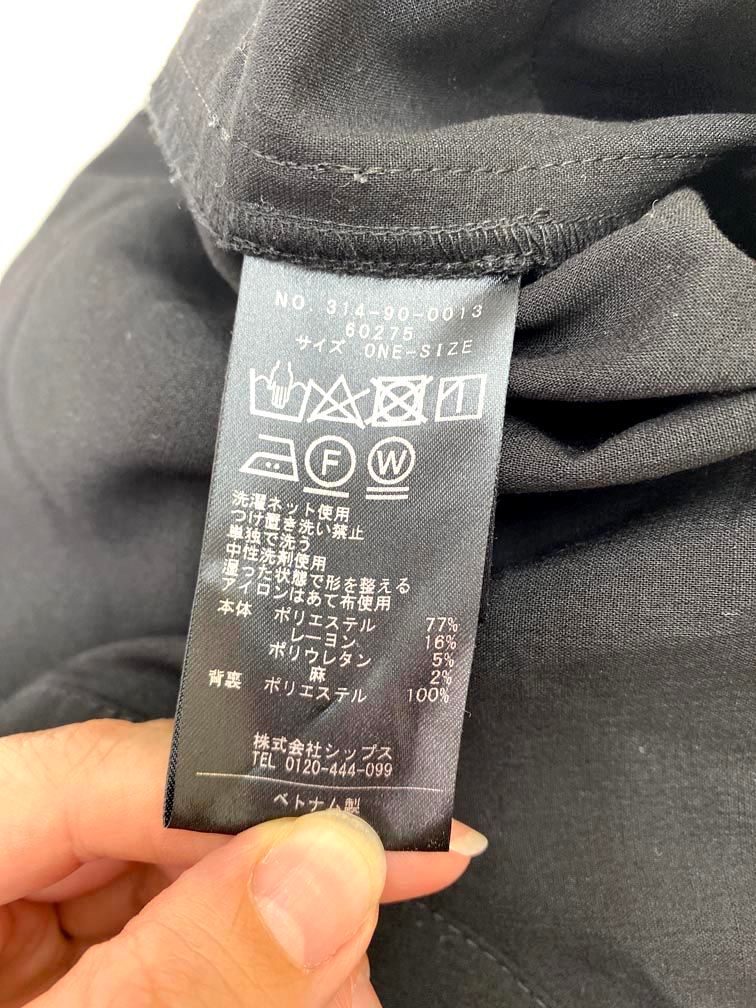 NO. 314-90-0013
60275
サイズ ONE-SIZE
F W
洗濯ネット使用
つけ置き洗い禁止
単独で洗う
中性洗剤使用
湿った状態で形を整える
アイロンはあて布使用
本体 ポリエステル 77%
レーヨン 16%
ポリウレタン 5%
麻 2%
背裏 ポリエステル 100%
株式会社シップス
TEL 0120-444-099
ベトナム製